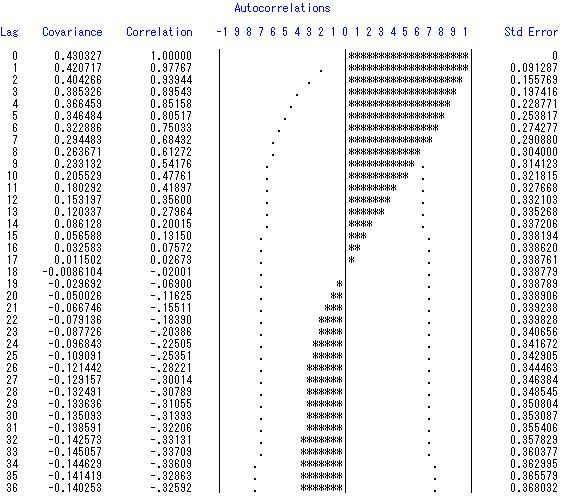 Autocorrelations
Lag Covariance Correlation -1 9 8 7 6 5 4 3 2 1 0 1 2 3 4 5 6 7 8 9 1 Std Error
0 0.430327 1.00000 | |********************| 0
1 0.420717 0.97767 | . |********************| 0.091287
2 0.404266 0.93944 | . |******************* | 0.155769
3 0.385326 0.89543 | . |****************** | 0.197416
4 0.366459 0.85158 | . |***************** | 0.228771
5 0.346484 0.80517 | . |**************** | 0.253817
6 0.322886 0.75033 | . |*************** | 0.274277
7 0.294483 0.68432 | . |************** | 0.290880
8 0.263671 0.61272 | . |************ | 0.304000
9 0.233132 0.54176 | . |*********** . | 0.314123
10 0.205529 0.47761 | . |********** . | 0.321815
11 0.180292 0.41897 | . |******** . | 0.327668
12 0.153197 0.35600 | . |******* . | 0.332103
13 0.120337 0.27964 | . |****** . | 0.335268
14 0.086128 0.20015 | . |**** . | 0.337206
15 0.056588 0.13150 | . |*** . | 0.338194
16 0.032583 0.07572 | . |** . | 0.338620
17 0.011502 0.02673 | . |* . | 0.338761
18 -0.0086104 -.02001 | . | . | 0.338779
19 -0.029692 -.06900 | . *| . | 0.338789
20 -0.050026 -.11625 | . **| . | 0.338906
21 -0.066746 -.15511 | . ***| . | 0.339238
22 -0.079136 -.18390 | . ****| . | 0.339828
23 -0.087726 -.20386 | . ****| . | 0.340656
24 -0.096843 -.22505 | . *****| . | 0.341672
25 -0.109091 -.25351 | . *****| . | 0.342905
26 -0.121442 -.28221 | . ******| . | 0.344463
27 -0.129157 -.30014 | . ******| . | 0.346384
28 -0.132491 -.30789 | . ******| . | 0.348545
29 -0.133636 -.31055 | . ******| . | 0.350804
30 -0.135093 -.31393 | . ******| . | 0.353087
31 -0.138591 -.32206 | . ******| . | 0.355406
32 -0.142573 -.33131 | . *******| . | 0.357829
33 -0.145057 -.33709 | . *******| . | 0.360377
34 -0.144629 -.33609 | . *******| . | 0.362995
35 -0.141419 -.32863 | . *******| . | 0.365579
36 -0.140253 -.32592 | . *******| . | 0.368032